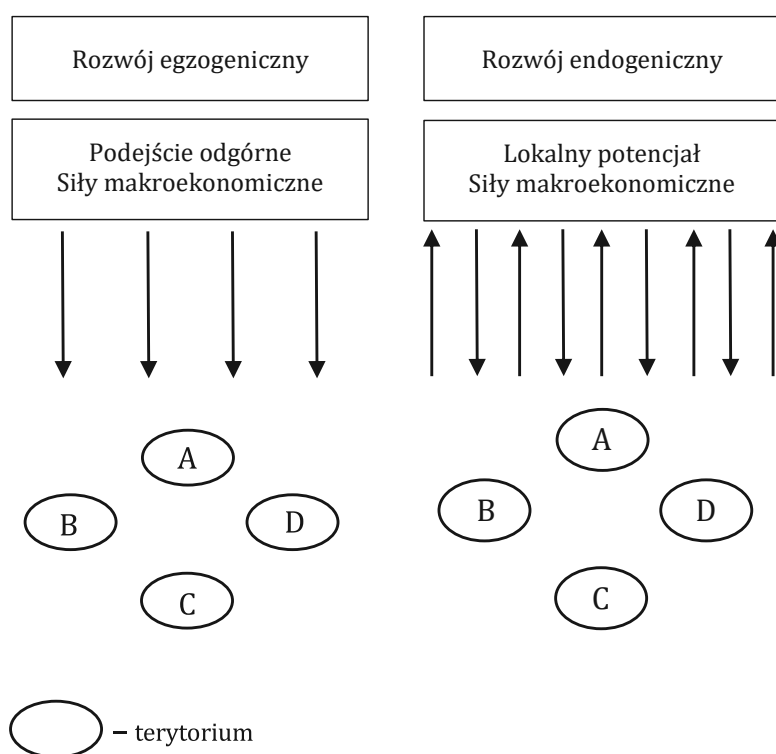 Rozwój egzogeniczny
Podejście odgórne
Siły makroekonomiczne
A
B
D
C
Rozwój endogeniczny
Lokalny potencjał
Siły makroekonomiczne
A
B
D
C
– terytorium